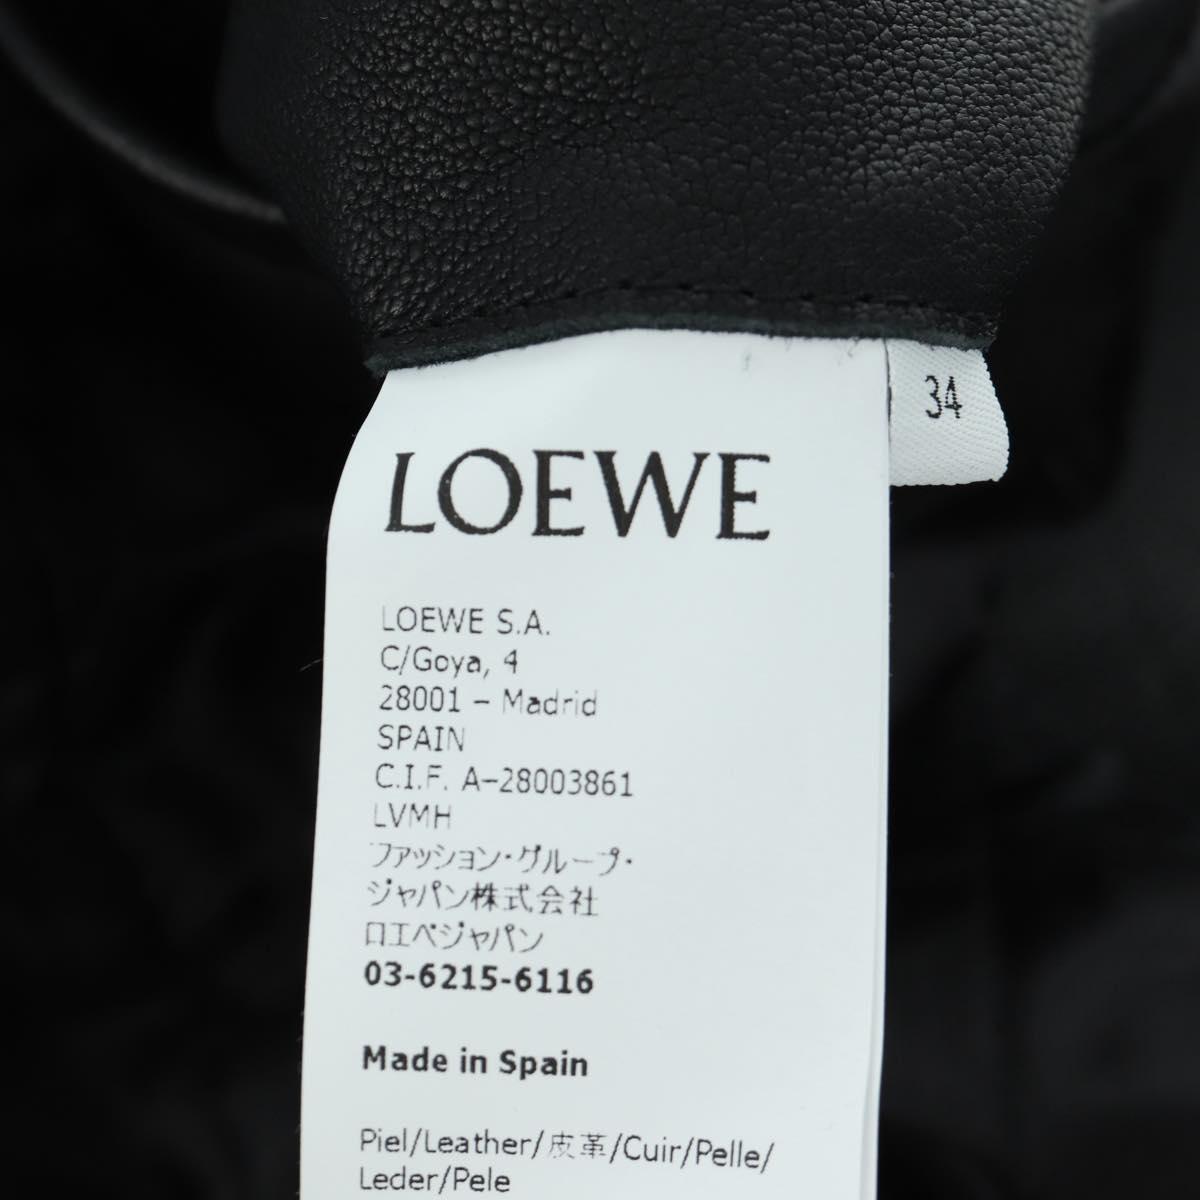 34
LOEWE
LOEWE S.A.
C/Goya, 4
28001 – Madrid
SPAIN
C.I.F. A–28003861
LVMH
ファッション・グループ・
ジャパン株式会社
ロエベジャパン
03-6215-6116
Made in Spain
Piel/Leather/皮革/Cuir/Pelle/
Leder/Pele